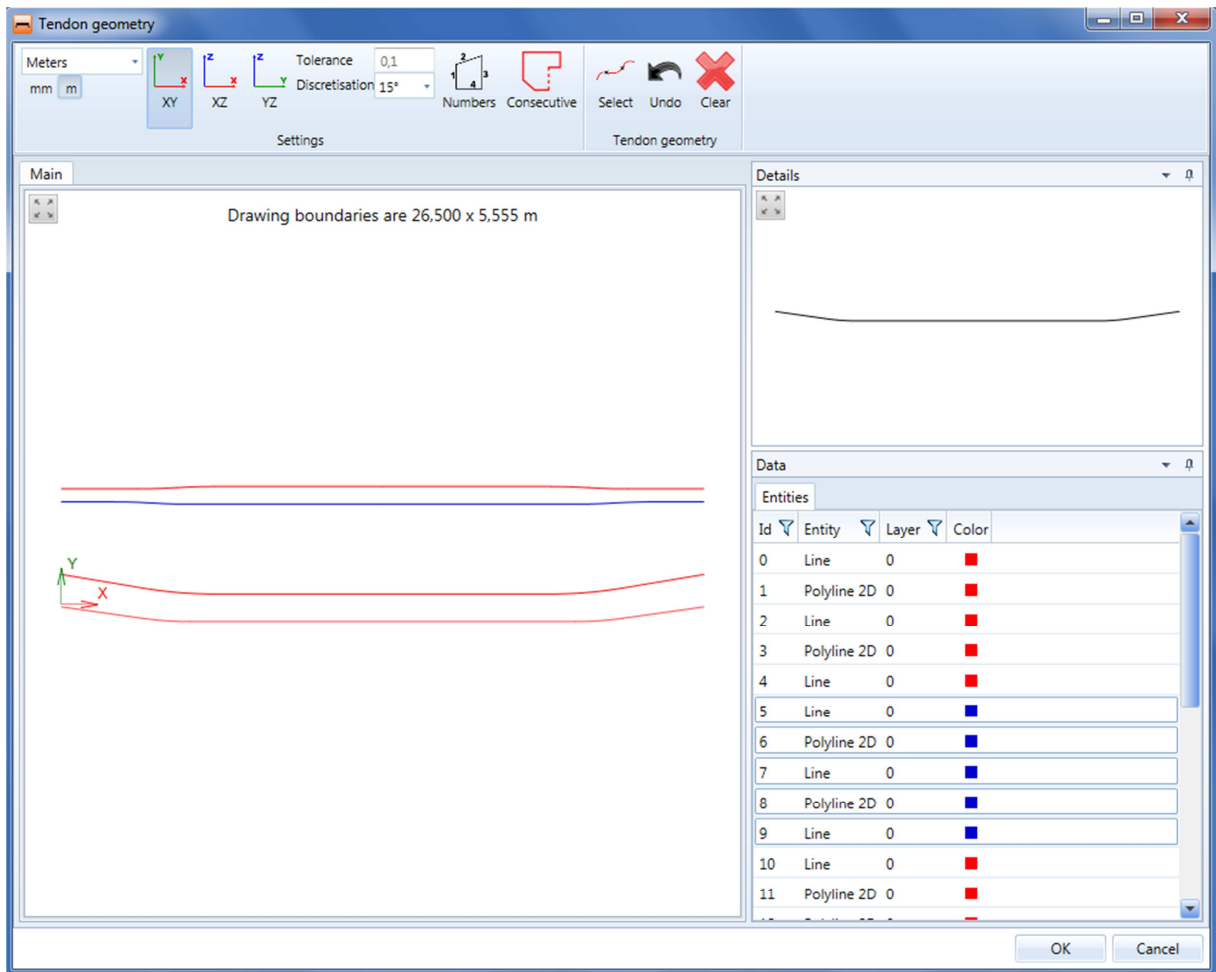 Tendon geometry
Meters
mm m
Y
X
XY
Z
X
XZ
Z
Y
YZ
Tolerance 0,1
Discretisation 15°
1 2 3 4
Numbers
Consecutive
Settings
Select
Undo
Clear
Tendon geometry
Main
Drawing boundaries are 26,500 x 5,555 m
Y
X
Details
Data
Entities
Id Entity Layer Color
0 Line 0
1 Polyline 2D 0
2 Line 0
3 Polyline 2D 0
4 Line 0
5 Line 0
6 Polyline 2D 0
7 Line 0
8 Polyline 2D 0
9 Line 0
10 Line 0
11 Polyline 2D 0
OK Cancel